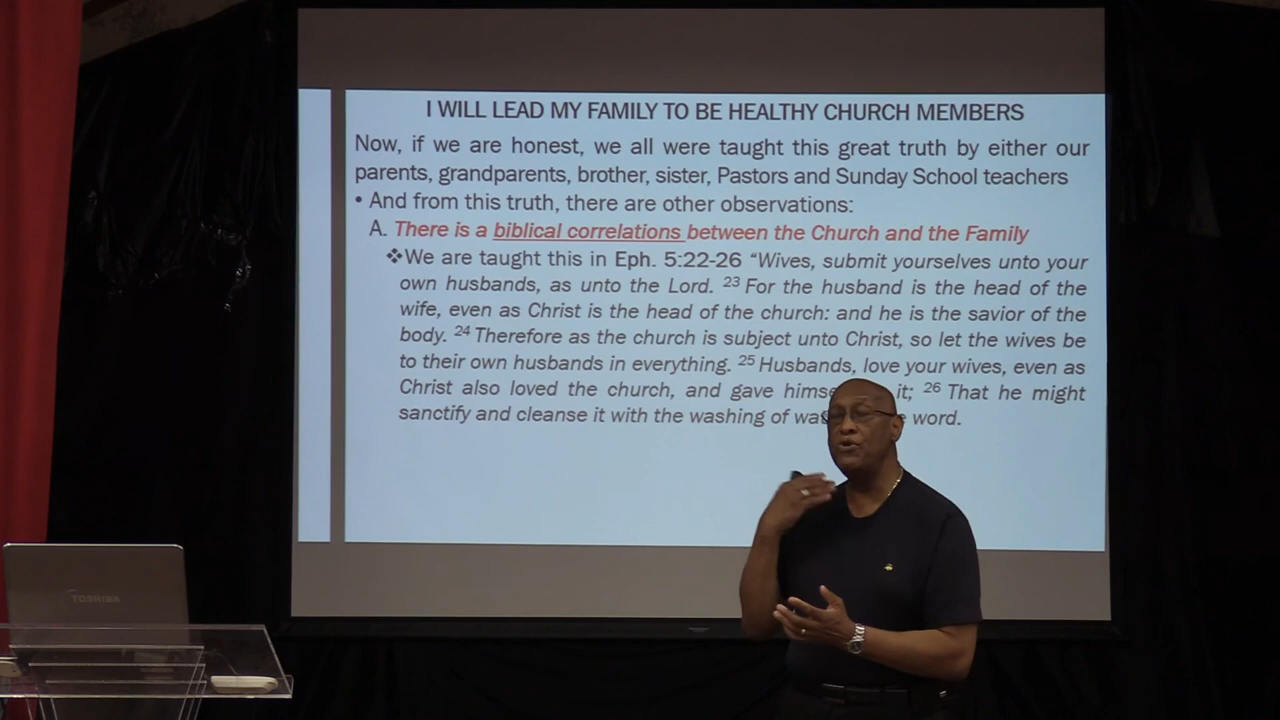 I WILL LEAD MY FAMILY TO BE HEALTHY CHURCH MEMBERS
Now, if we are honest, we all were taught this great truth by either our
parents, grandparents, brother, sister, Pastors and Sunday School teachers
• And from this truth, there are other observations:
A. There is a biblical correlations between the Church and the Family
❖We are taught this in Eph. 5:22-26 “Wives, submit yourselves unto your
own husbands, as unto the Lord. 23 For the husband is the head of the
wife, even as Christ is the head of the church: and he is the savior of the
body. 24 Therefore as the church is subject unto Christ, so let the wives be
to their own husbands in everything. 25 Husbands, love your wives, even as
Christ also loved the church, and gave it; 26 That he might
sanctify and cleanse it with the washing of word.
TOSHIBA